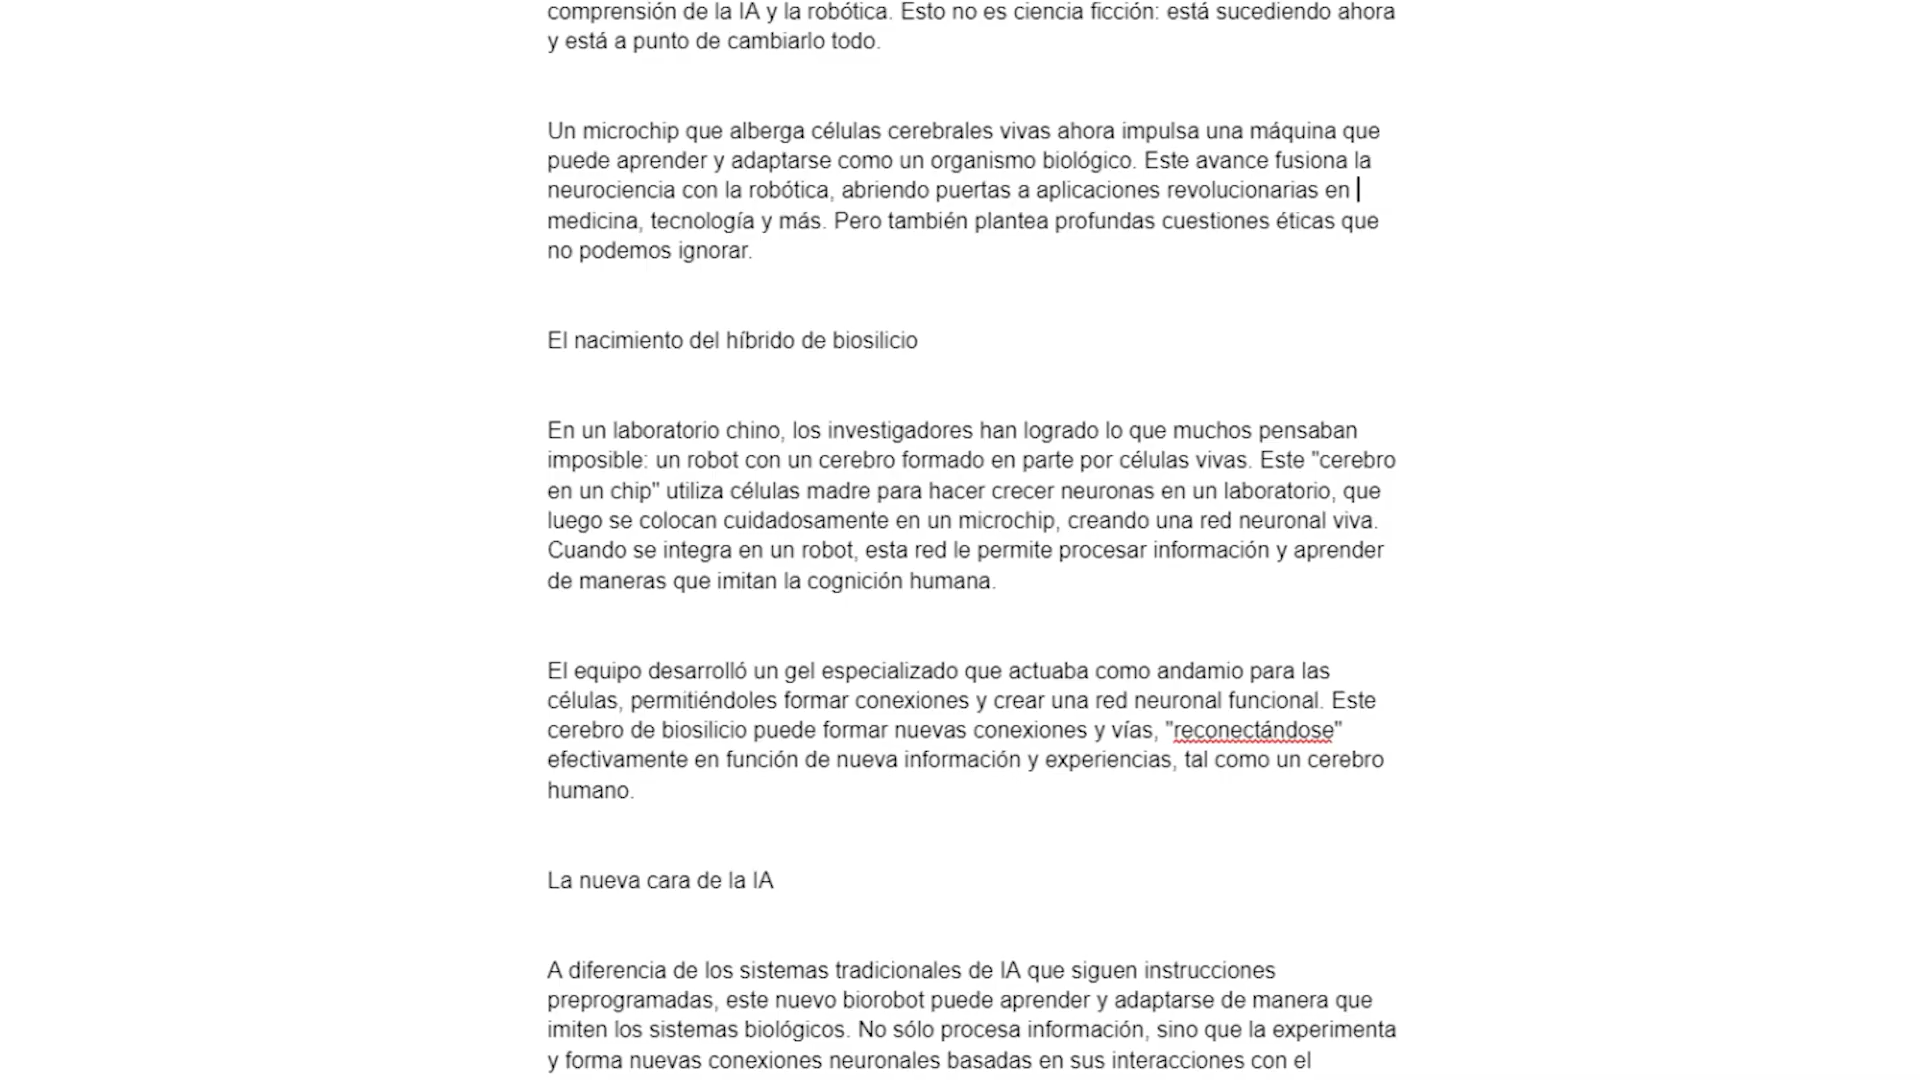 comprensión de la IA y la robótica. Esto no es ciencia ficción: está sucediendo ahora
y está a punto de cambiarlo todo.
Un microchip que alberga células cerebrales vivas ahora impulsa una máquina que
puede aprender y adaptarse como un organismo biológico. Este avance fusiona la
neurociencia con la robótica, abriendo puertas a aplicaciones revolucionarias en
medicina, tecnología y más. Pero también plantea profundas cuestiones éticas que
no podemos ignorar.
El nacimiento del híbrido de biosilicio
En un laboratorio chino, los investigadores han logrado lo que muchos pensaban
imposible: un robot con un cerebro formado en parte por células vivas. Este "cerebro
en un chip" utiliza células madre para hacer crecer neuronas en un laboratorio, que
luego se colocan cuidadosamente en un microchip, creando una red neuronal viva.
Cuando se integra en un robot, esta red le permite procesar información y aprender
de maneras que imitan la cognición humana.
El equipo desarrolló un gel especializado que actuaba como andamio para las
células, permitiéndoles formar conexiones y crear una red neuronal funcional. Este
cerebro de biosilicio puede formar nuevas conexiones y vías, "reconectándose"
efectivamente en función de nueva información y experiencias, tal como un cerebro
humano.
La nueva cara de la IA
A diferencia de los sistemas tradicionales de IA que siguen instrucciones
preprogramadas, este nuevo biorobot puede aprender y adaptarse de manera que
imiten los sistemas biológicos. No sólo procesa información, sino que la experimenta
y forma nuevas conexiones neuronales basadas en sus interacciones con el